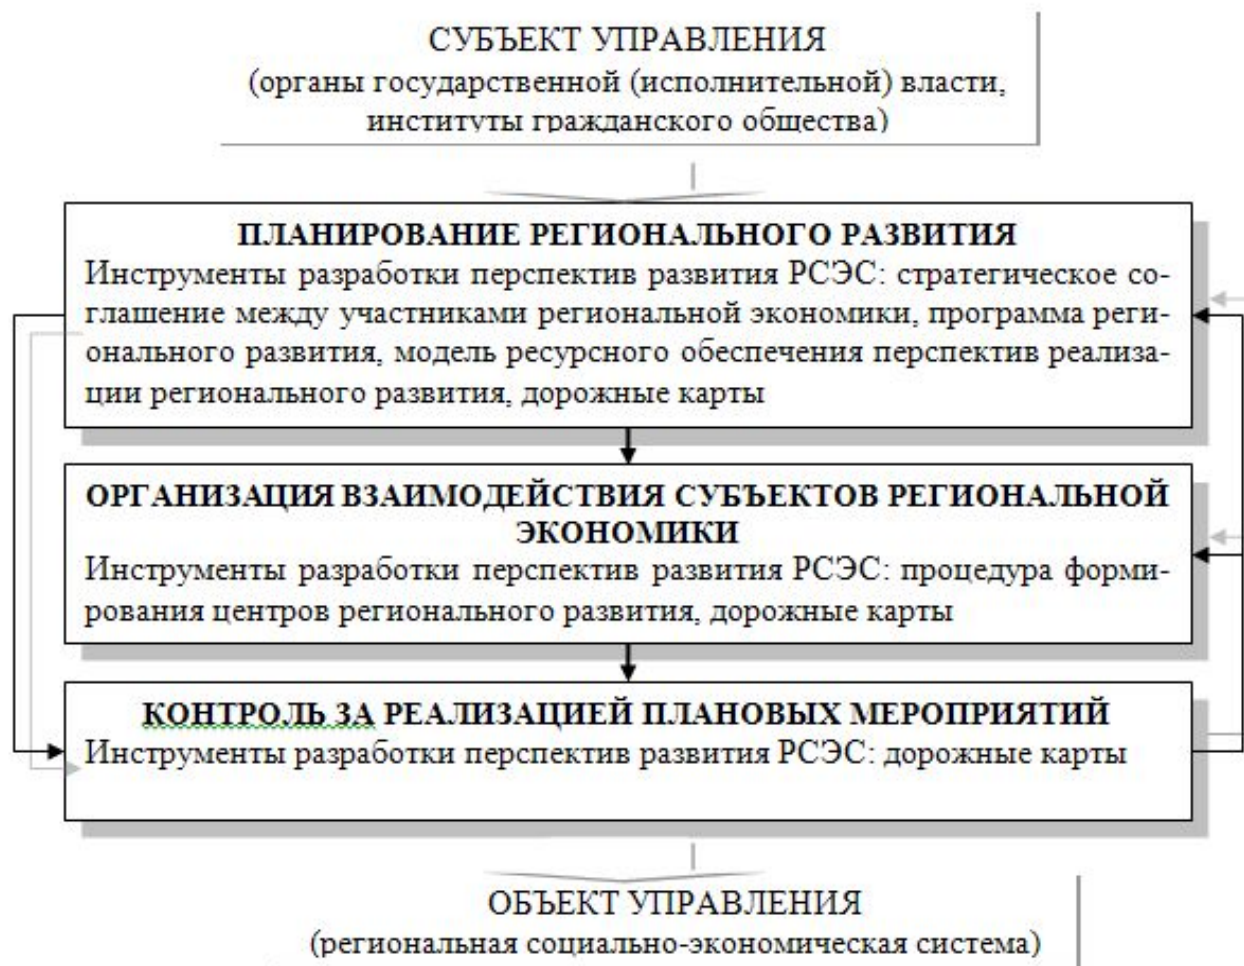 СУБЪЕКТ УПРАВЛЕНИЯ
(органы государственной (исполнительной) власти,
институты гражданского общества)
ПЛАНИРОВАНИЕ РЕГИОНАЛЬНОГО РАЗВИТИЯ
Инструменты разработки перспектив развития РСЭС: стратегическое со-
глашение между участниками региональной экономики, программа реги-
онального развития, модель ресурсного обеспечения перспектив реализа-
ции регионального развития, дорожные карты
ОРГАНИЗАЦИЯ ВЗАИМОДЕЙСТВИЯ СУБЪЕКТОВ РЕГИОНАЛЬНОЙ
ЭКОНОМИКИ
Инструменты разработки перспектив развития РСЭС: процедура форми-
рования центров регионального развития, дорожные карты
КОНТРОЛЬ ЗА РЕАЛИЗАЦИЕЙ ПЛАНОВЫХ МЕРОПРИЯТИЙ
Инструменты разработки перспектив развития РСЭС: дорожные карты
ОБЪЕКТ УПРАВЛЕНИЯ
(региональная социально-экономическая система)